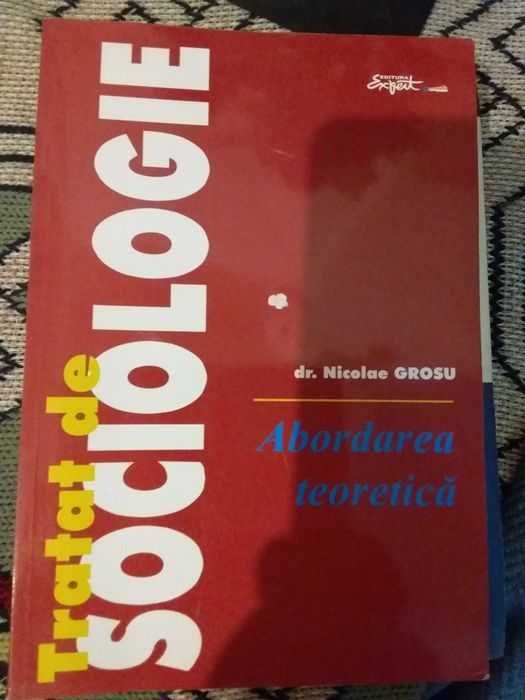 EDITURA
Expert
Tratat de
SOCIOLOGIE
dr. Nicolae GROSU
Abordarea
teoretică